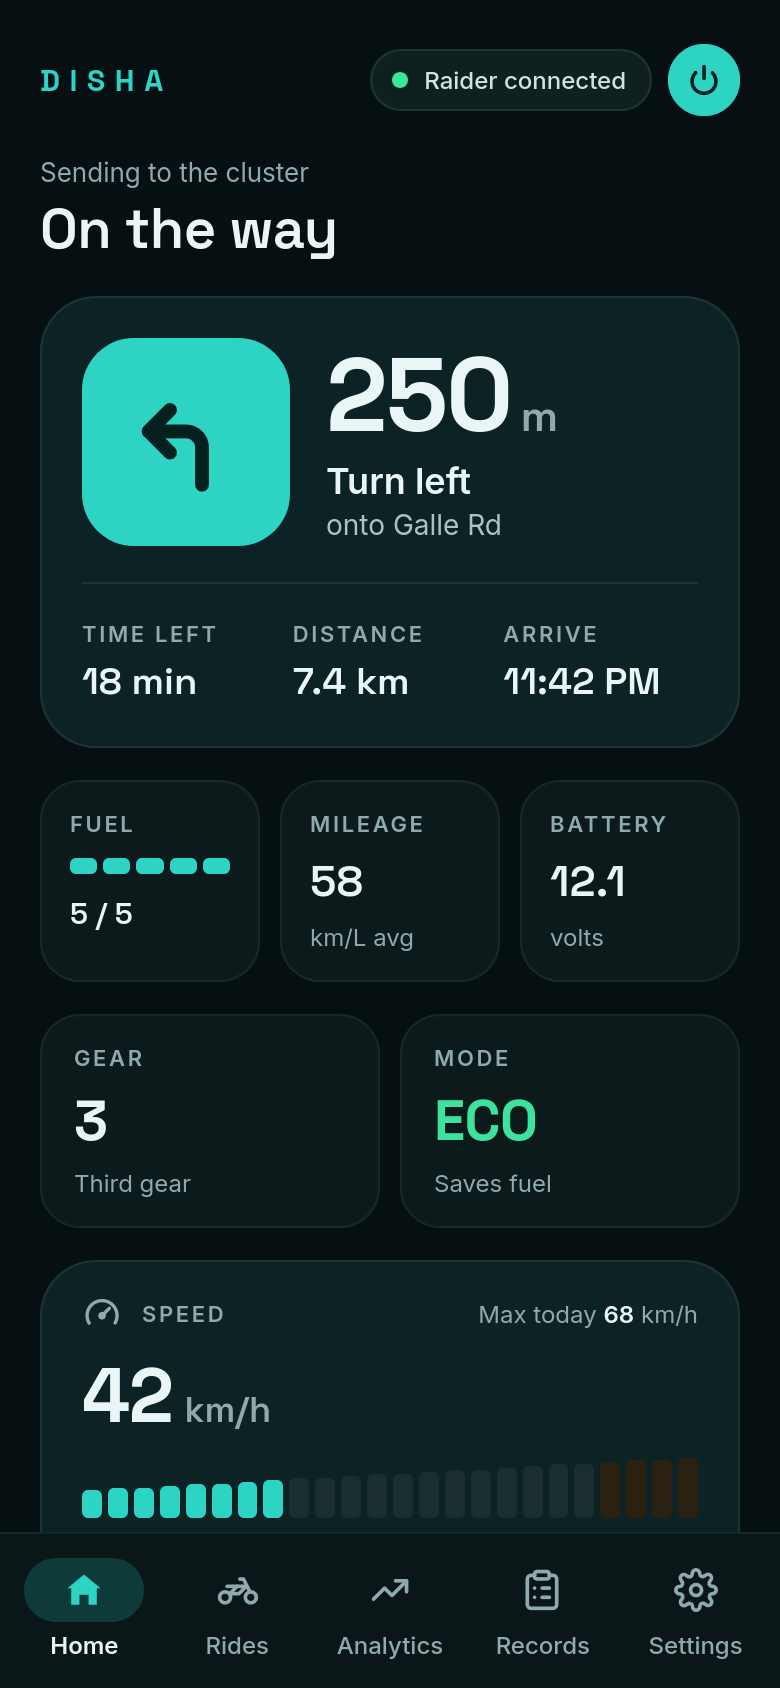 DISHA
Raider connected
Sending to the cluster
On the way
250 m
Turn left
onto Galle Rd
TIME LEFT DISTANCE ARRIVE
18 min 7.4 km 11:42 PM
FUEL MILEAGE BATTERY
5 / 5 58 12.1
km/L avg volts
GEAR MODE
3 ECO
Third gear Saves fuel
SPEED Max today 68 km/h
42 km/h
Home Rides Analytics Records Settings